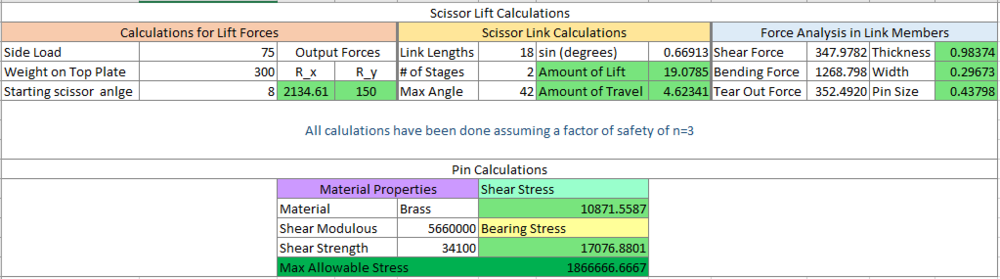 Scissor Lift Calculations
Calculations for Lift Forces Scissor Link Calculations Force Analysis in Link Members
Side Load 75 Output Forces Link Lengths 18 sin (degrees) 0.66913 Shear Force 347.9782 Thickness 0.98374
Weight on Top Plate 300 R_x R_y # of Stages 2 Amount of Lift 19.0785 Bending Force 1268.798 Width 0.29673
Starting scissor anlge 8 2134.61 150 Max Angle 42 Amount of Travel 4.62341 Tear Out Force 352.4920 Pin Size 0.43798
All calulations have been done assuming a factor of safety of n=3
Pin Calculations
Material Properties Shear Stress
Material Brass 10871.5587
Shear Modulous 5660000 Bearing Stress
Shear Strength 34100 17076.8801
Max Allowable Stress 1866666.6667